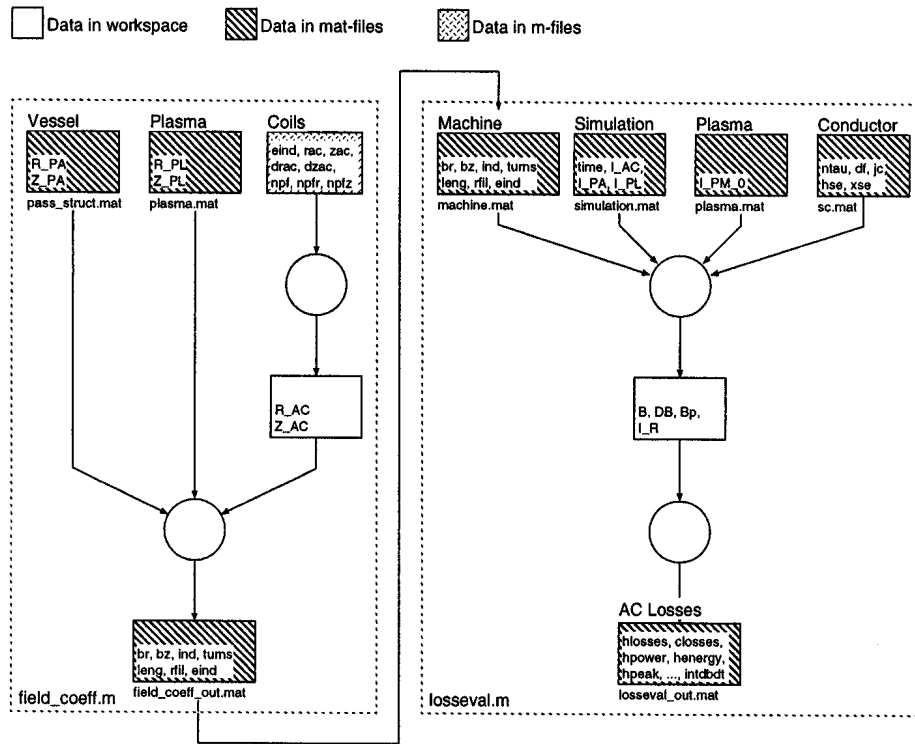 Data in workspace
Data in mat-files
Data in m-files
Vessel
R_PA
Z_PA
pass_struct.mat
Plasma
R_PL
Z_PL
plasma.mat
Coils
eind, rac, zac,
drac, dzac,
npf, npfr, npfz
R_AC
Z_AC
br, bz, ind, turns
leng, rfil, eind
field_coeff_out.mat
field_coeff.m
Machine
br, bz, ind, turns
leng, rfil, eind
machine.mat
Simulation
time, I_AC,
I_PA, I_PL
simulation.mat
Plasma
I_PM_0
plasma.mat
Conductor
ntau, df, jc,
hse, xse
sc.mat
B, DB, Bp,
I_R
AC Losses
hlosses, closses,
hpower, henergy,
hpeak, ..., intdbdt
losseval_out.mat
losseval.m